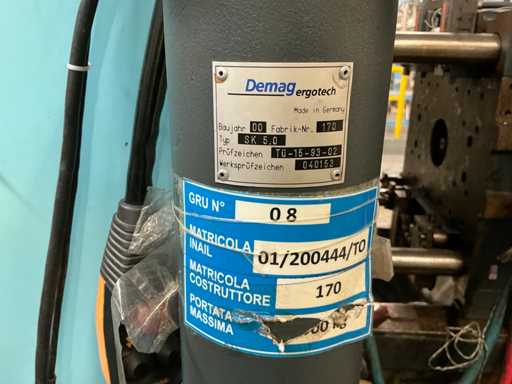 Demag ergotech
Made in Germany
Baujahr 00 Fabrik-Nr. 170
Typ SK 5.0
Prüfzeichen TG-15-93-02
Werksprüfzeichen 040153
GRU N° 08
MATRICOLA INAIL 01/200444/TO
MATRICOLA COSTRUTTORE 170
PORTATA MASSIMA